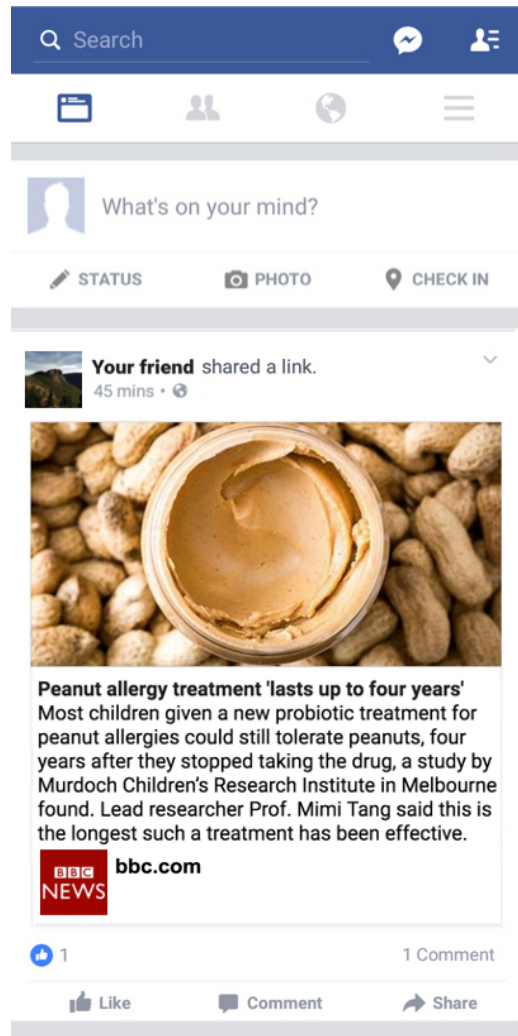 Search
What's on your mind?
STATUS PHOTO CHECK IN
Your friend shared a link.
45 mins •
Peanut allergy treatment 'lasts up to four years'
Most children given a new probiotic treatment for
peanut allergies could still tolerate peanuts, four
years after they stopped taking the drug, a study by
Murdoch Children's Research Institute in Melbourne
found. Lead researcher Prof. Mimi Tang said this is
the longest such a treatment has been effective.
BBC
NEWS
bbc.com
1 1 Comment
Like Comment Share